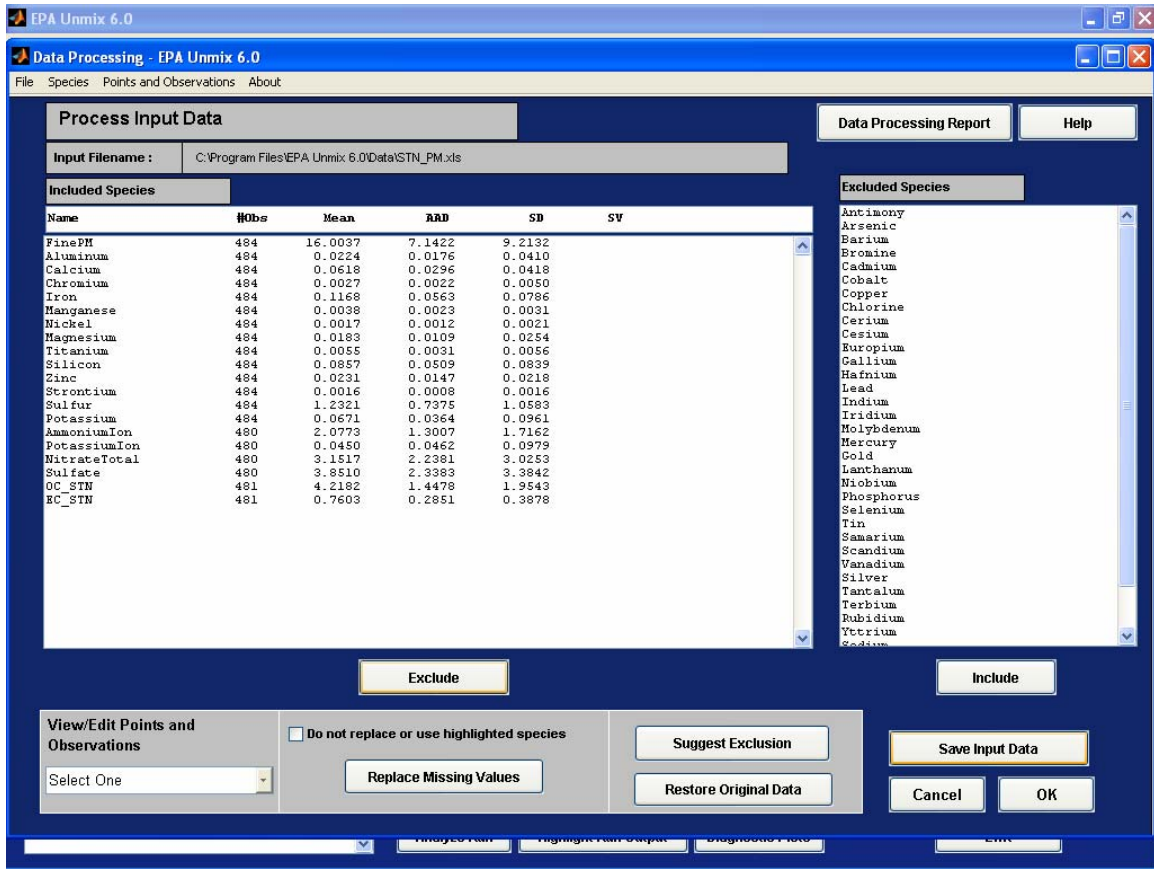 EPA Unmix 6.0
Data Processing - EPA Unmix 6.0
File Species Points and Observations About
Process Input Data
Data Processing Report Help
Input Filename : C:\Program Files\EPA Unmix 6.0\Data\STN_PM.xls
Included Species
Name #Obs Mean AAD SD SV
FinePM 484 16.0037 7.1422 9.2132
Aluminum 484 0.0224 0.0176 0.0410
Calcium 484 0.0618 0.0296 0.0418
Chromium 484 0.0027 0.0022 0.0050
Iron 484 0.1168 0.0563 0.0786
Manganese 484 0.0038 0.0023 0.0031
Nickel 484 0.0017 0.0012 0.0021
Magnesium 484 0.0183 0.0109 0.0254
Titanium 484 0.0055 0.0031 0.0056
Silicon 484 0.0857 0.0509 0.0839
Zinc 484 0.0231 0.0147 0.0218
Strontium 484 0.0016 0.0008 0.0016
Sulfur 484 1.2321 0.7375 1.0583
Potassium 484 0.0671 0.0364 0.0961
AmmoniumIon 480 2.0773 1.3007 1.7162
PotassiumIon 480 0.0450 0.0462 0.0979
NitrateTotal 480 3.1517 2.2381 3.0253
Sulfate 480 3.8510 2.3383 3.3842
OC_STN 481 4.2182 1.4478 1.9543
EC_STN 481 0.7603 0.2851 0.3878
Excluded Species
Antimony
Arsenic
Barium
Bromine
Cadmium
Cobalt
Copper
Chlorine
Cerium
Cesium
Europium
Gallium
Hafnium
Lead
Indium
Iridium
Molybdenum
Mercury
Gold
Lanthanum
Niobium
Phosphorus
Selenium
Tin
Samarium
Scandium
Vanadium
Silver
Tantalum
Terbium
Rubidium
Yttrium
Sodium
Exclude
Include
View/Edit Points and
Observations
Select One
Do not replace or use highlighted species
Replace Missing Values
Suggest Exclusion
Restore Original Data
Save Input Data
Cancel OK